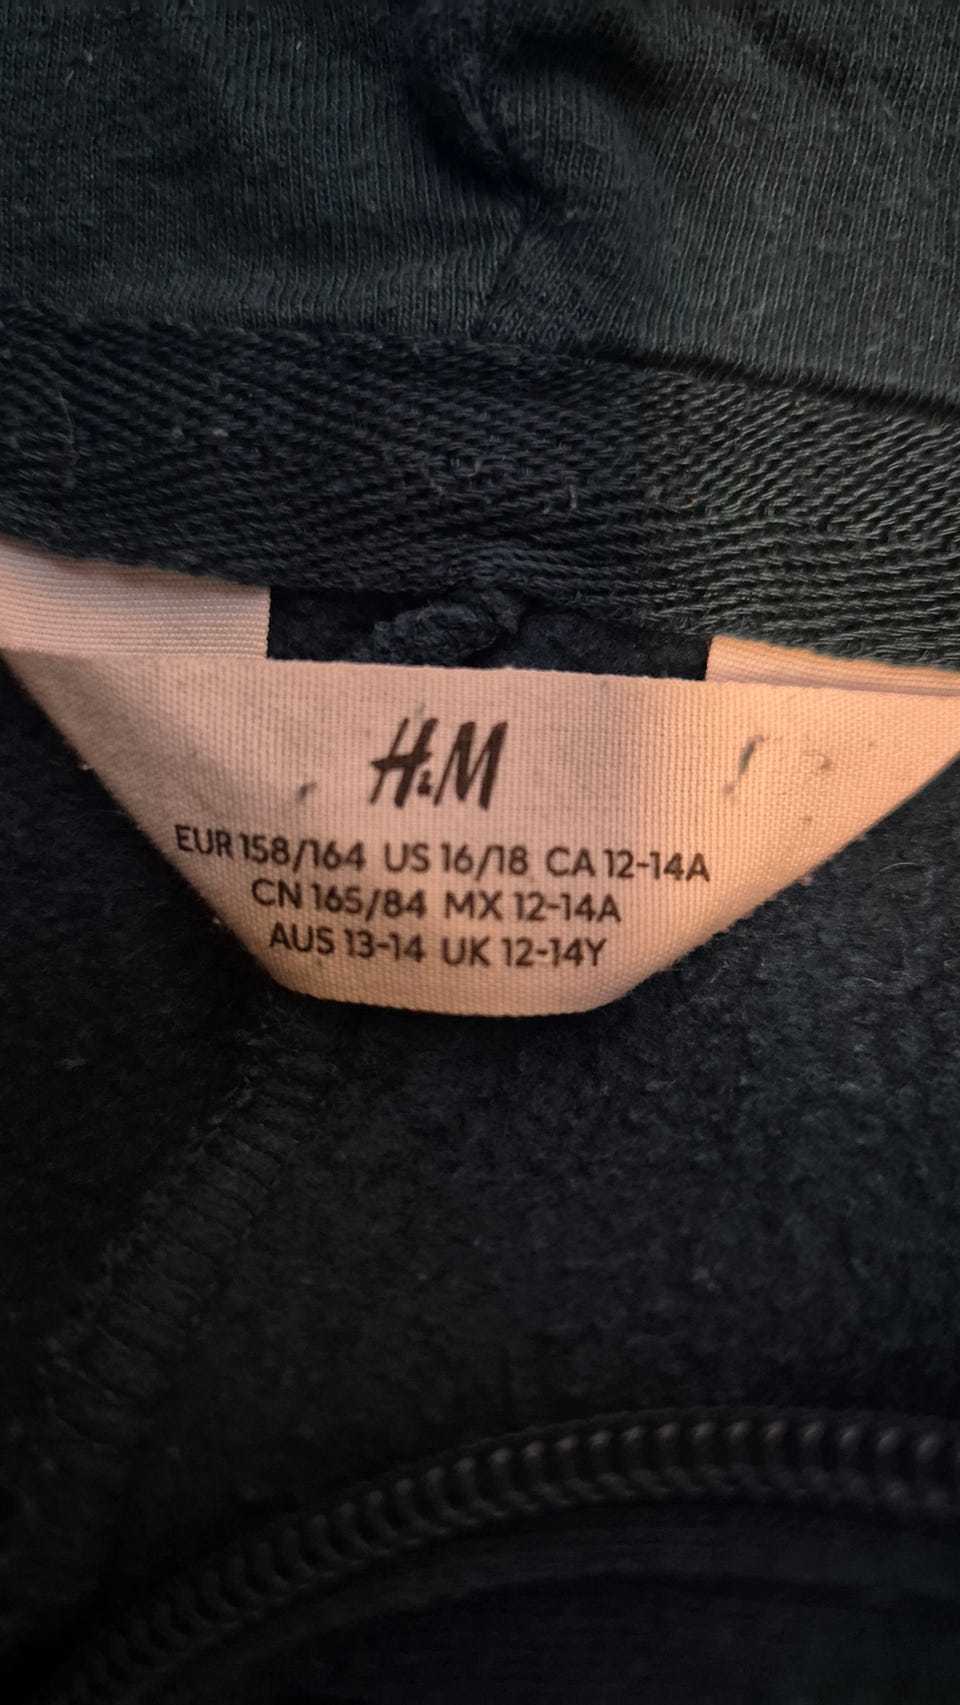 H&M
EUR 158/164 US 16/18 CA 12-14A
CN 165/84 MX 12-14A
AUS 13-14 UK 12-14Y